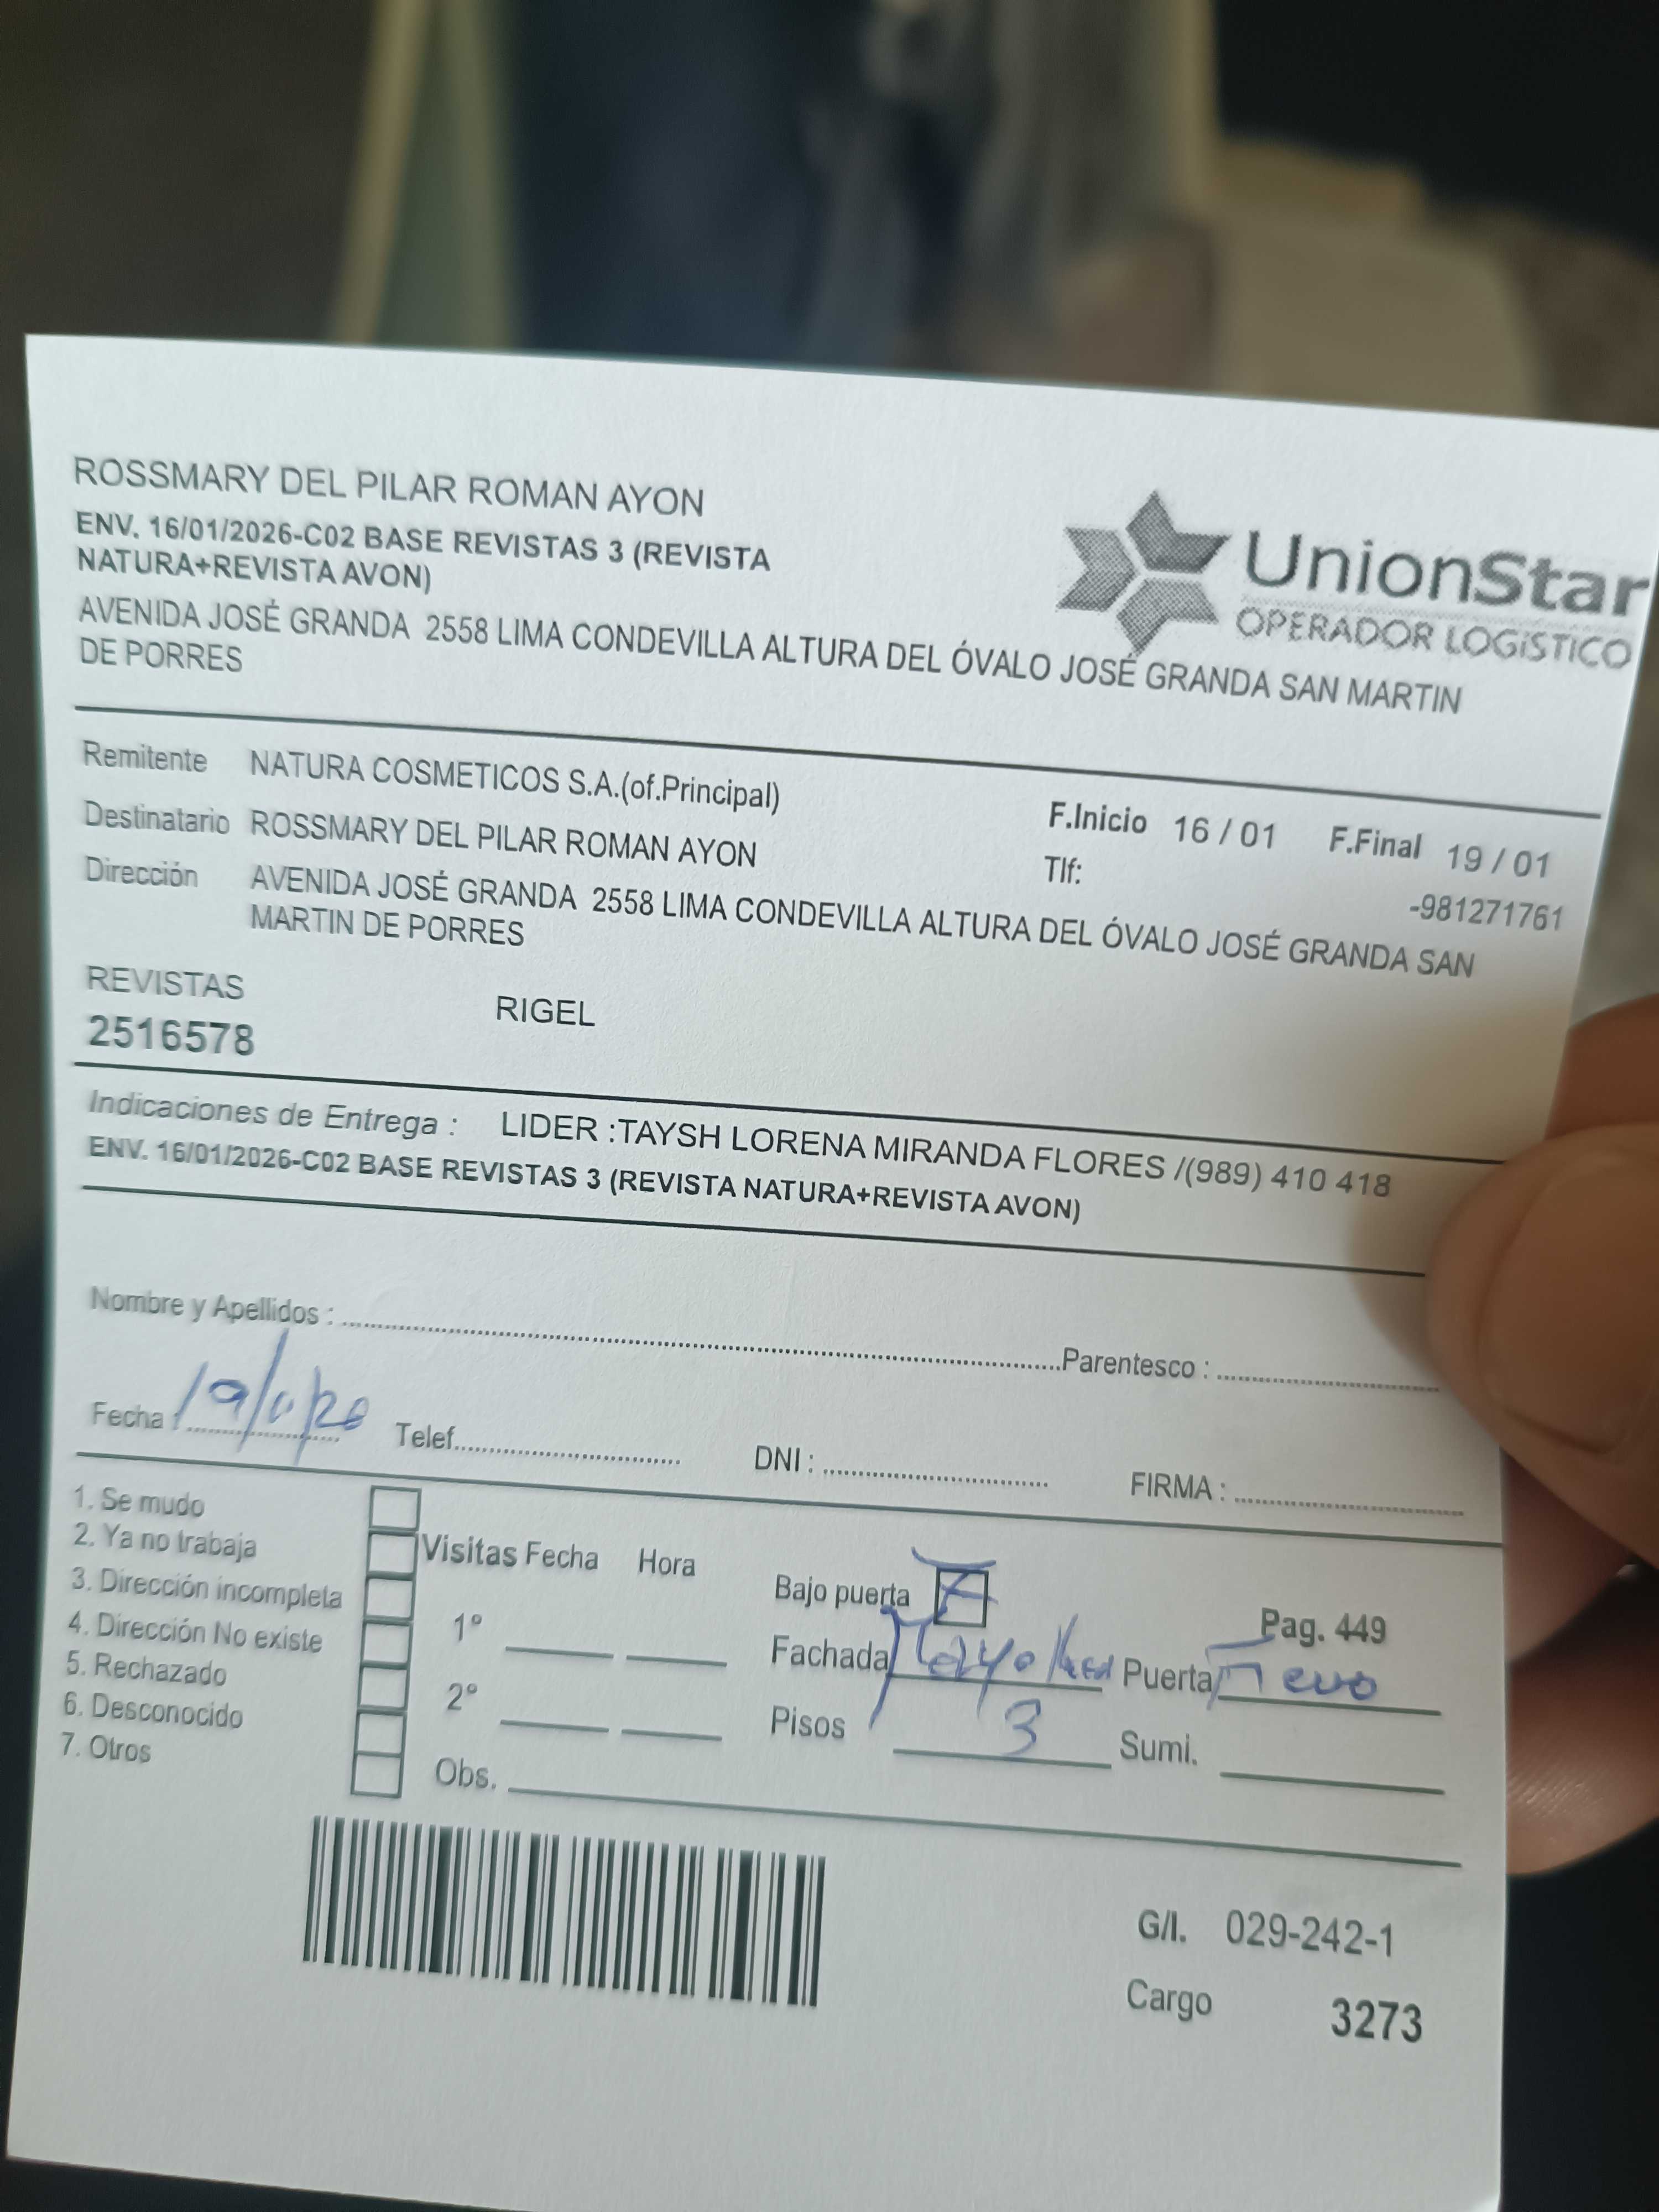 ROSSMARY DEL PILAR ROMAN AYON
ENV. 16/01/2026-C02 BASE REVISTAS 3 (REVISTA
NATURA+REVISTA AVON)
UnionStar
OPERADOR LOGíSTICO
AVENIDA JOSÉ GRANDA 2558 LIMA CONDEVILLA ALTURA DEL ÓVALO JOSÉ GRANDA SAN MARTIN
DE PORRES
Remitente NATURA COSMETICOS S.A.(of.Principal)
F.Inicio 16 / 01 F.Final 19 / 01
Destinatario ROSSMARY DEL PILAR ROMAN AYON
Tlf: -981271761
Dirección AVENIDA JOSÉ GRANDA 2558 LIMA CONDEVILLA ALTURA DEL ÓVALO JOSÉ GRANDA SAN
MARTIN DE PORRES
REVISTAS RIGEL
2516578
Indicaciones de Entrega : LIDER :TAYSH LORENA MIRANDA FLORES /(989) 410 418
ENV. 16/01/2026-C02 BASE REVISTAS 3 (REVISTA NATURA+REVISTA AVON)
Nombre y Apellidos : Parentesco :
Fecha : Telef. DNI : FIRMA :
1. Se mudo
2. Ya no trabaja
3. Dirección incompleta
4. Dirección No existe
5. Rechazado
6. Desconocido
7. Otros
Visitas Fecha Hora
1º
2º
Obs.
Bajo puerta
Pag. 449
Fachada Puerta
Pisos 3 Sumi.
G/I. 029-242-1
Cargo 3273